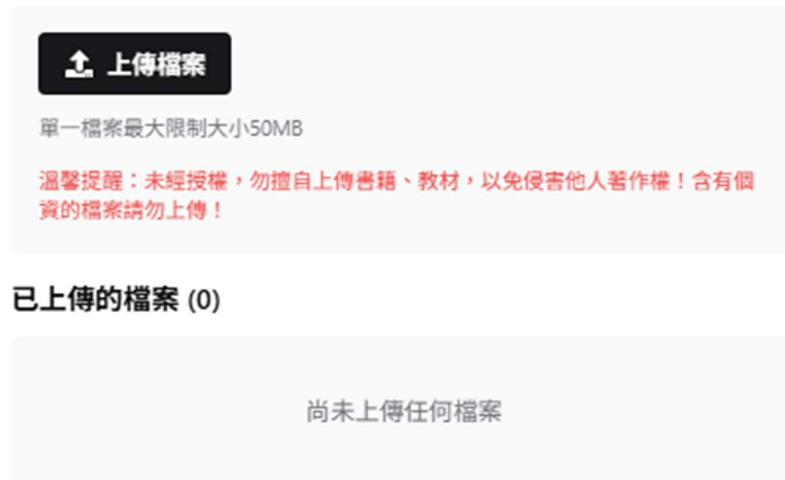 上傳檔案
單一檔案最大限制大小50MB
溫馨提醒：未經授權，勿擅自上傳書籍、教材，以免侵害他人著作權！含有個
資的檔案請勿上傳！
已上傳的檔案 (0)
尚未上傳任何檔案